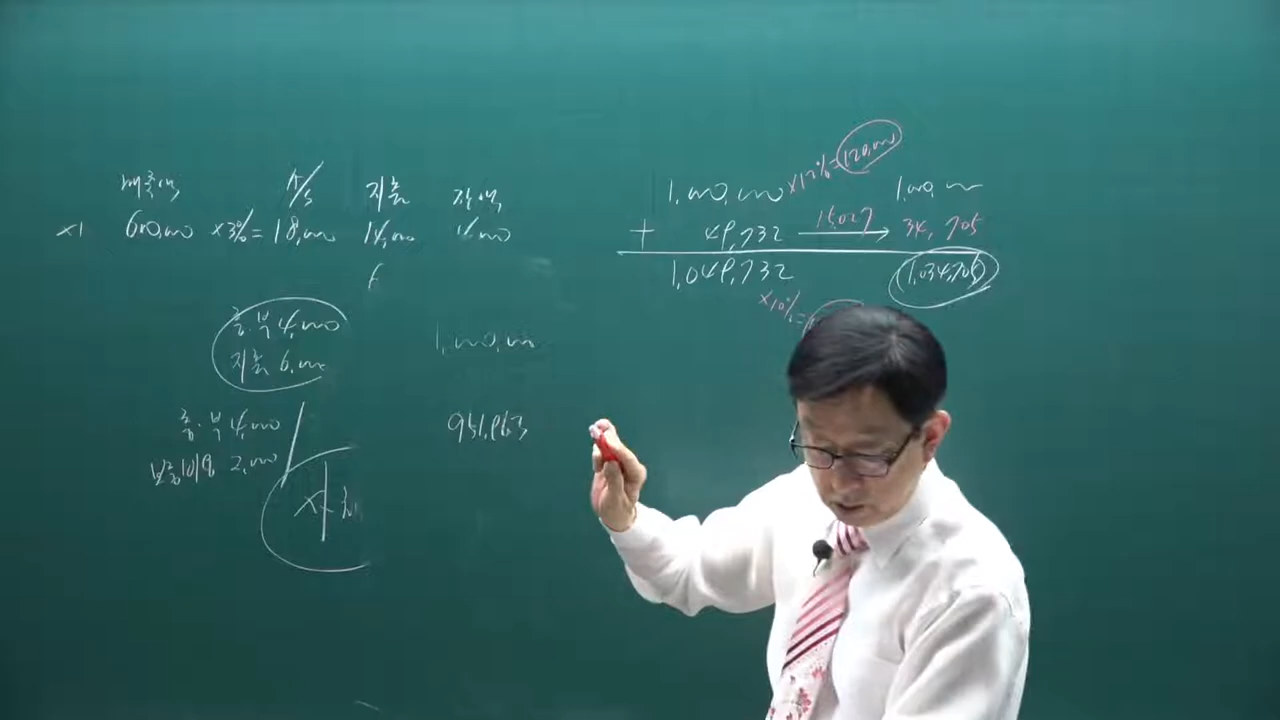 매출액 A/S 지출 잔액
×1 600,000 ×3%= 18,000 14,000 4,000
충·부 4,000
지출 6,000
충·부 4,000
보증비용 2,000
1,000,000
951,963
1,000,000 ×12%=120,000 1,000,000
+ 49,732 15,027 34,705
1,049,732 1,034,705
×10%=